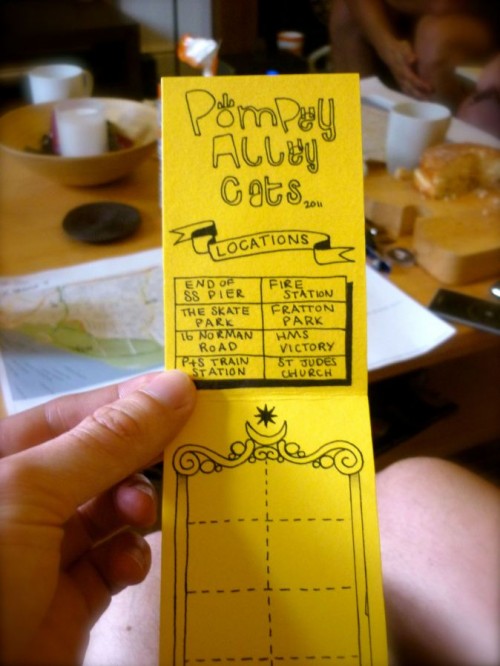 Pompey
Alley
Cats 2011
LOCATIONS
END OF
SS PIER
FIRE
STATION
THE SKATE
PARK
FRATTON
PARK
16 NORMAN
ROAD
HMS
VICTORY
P+S TRAIN
STATION
ST JUDES
CHURCH